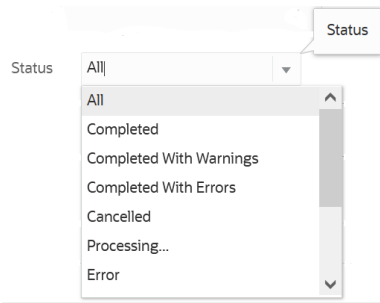 Status
Status All
All
Completed
Completed With Warnings
Completed With Errors
Cancelled
Processing...
Error